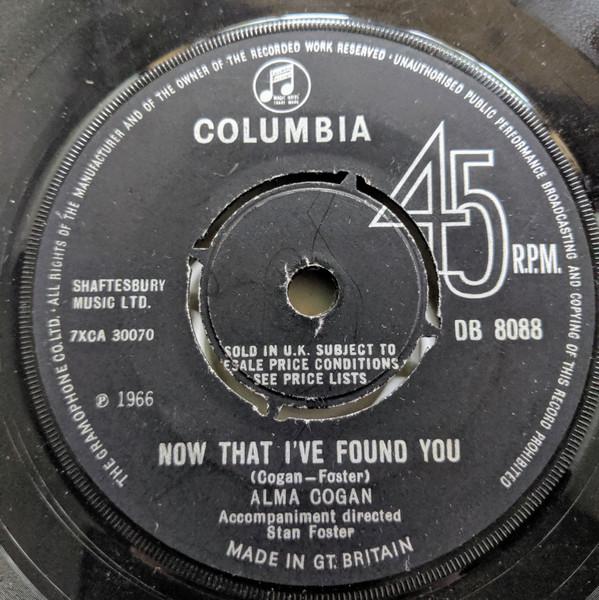 THE GRAMOPHONE CO. LTD. · ALL RIGHTS OF THE MANUFACTURER AND OF THE OWNER OF THE RECORDED WORK RESERVED · UNAUTHORISED PUBLIC PERFORMANCE BROADCASTING AND COPYING OF THIS RECORD PROHIBITED
COLUMBIA
45
R.P.M.
SHAFTESBURY
MUSIC LTD.
7XCA 30070
DB 8088
SOLD IN U.K. SUBJECT TO
ESALE PRICE CONDITIONS,
SEE PRICE LISTS
℗ 1966
NOW THAT I'VE FOUND YOU
(Cogan–Foster)
ALMA COGAN
Accompaniment directed
Stan Foster
MADE IN GT. BRITAIN